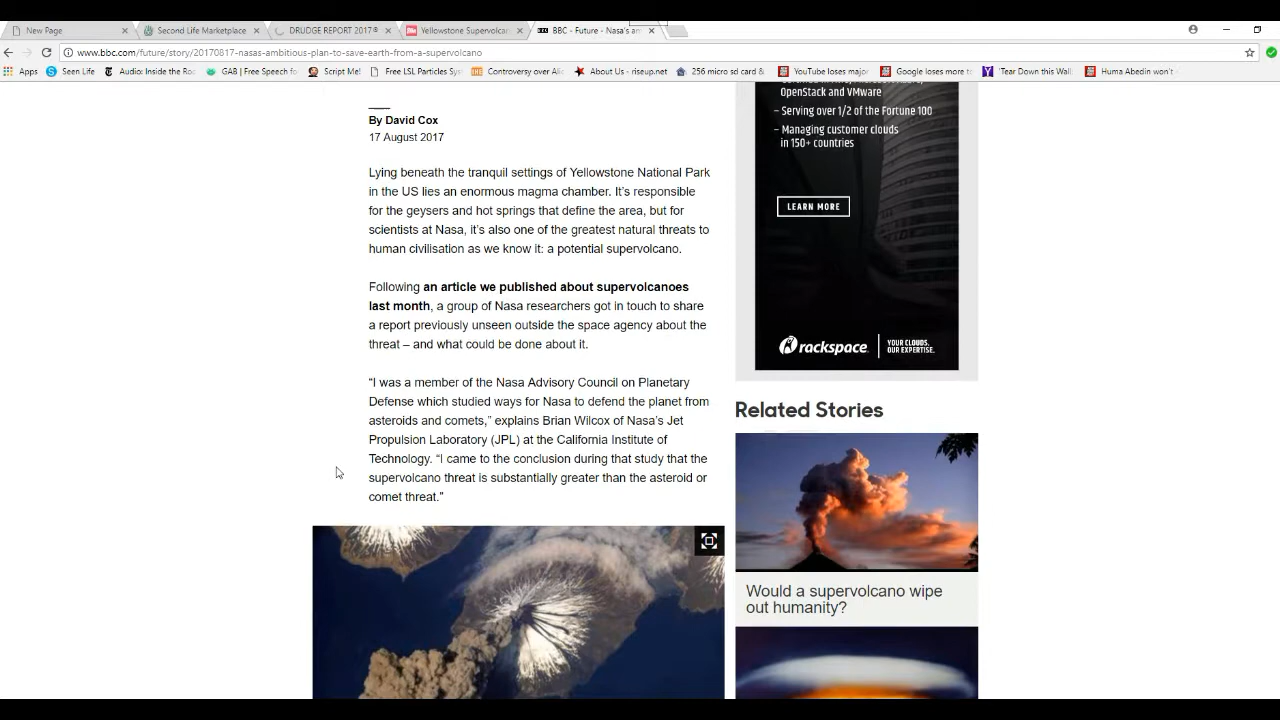 New Page
Second Life Marketplace
DRUDGE REPORT 2017®
Yellowstone Supervolcan
BBC - Future - Nasa's am
www.bbc.com/future/story/20170817-nasas-ambitious-plan-to-save-earth-from-a-supervolcano
Apps
Seen Life
Audio: Inside the Ro
GAB | Free Speech fo
Script Me!
Free LSL Particles Sys
Controversy over Ali
About Us - riseup.net
256 micro sd card &
YouTube loses major
Google loses more t
'Tear Down this Wall
Huma Abedin won't
OpenStack and VMware
– Serving over 1/2 of the Fortune 100
– Managing customer clouds
in 150+ countries
LEARN MORE
rackspace
YOUR CLOUDS.
OUR EXPERTISE.
By David Cox
17 August 2017
Lying beneath the tranquil settings of Yellowstone National Park
in the US lies an enormous magma chamber. It's responsible
for the geysers and hot springs that define the area, but for
scientists at Nasa, it's also one of the greatest natural threats to
human civilisation as we know it: a potential supervolcano.
Following an article we published about supervolcanoes
last month, a group of Nasa researchers got in touch to share
a report previously unseen outside the space agency about the
threat – and what could be done about it.
“I was a member of the Nasa Advisory Council on Planetary
Defense which studied ways for Nasa to defend the planet from
asteroids and comets,” explains Brian Wilcox of Nasa's Jet
Propulsion Laboratory (JPL) at the California Institute of
Technology. “I came to the conclusion during that study that the
supervolcano threat is substantially greater than the asteroid or
comet threat.”
Related Stories
Would a supervolcano wipe
out humanity?